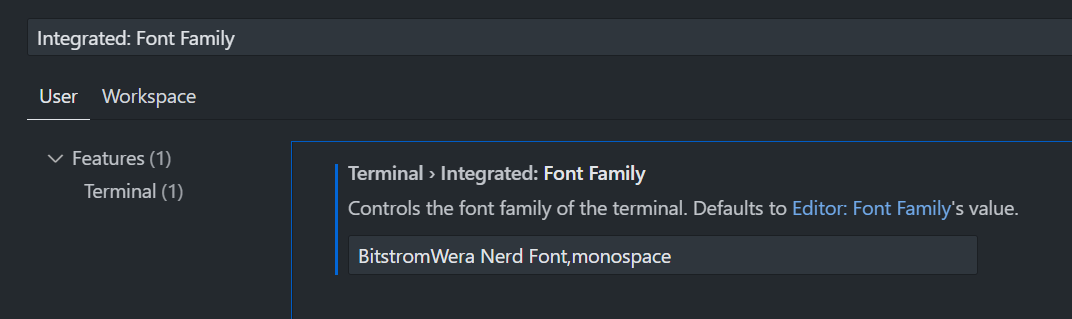 Integrated: Font Family
User Workspace
Features (1)
Terminal (1)
Terminal › Integrated: Font Family
Controls the font family of the terminal. Defaults to Editor: Font Family's value.
BitstromWera Nerd Font,monospace